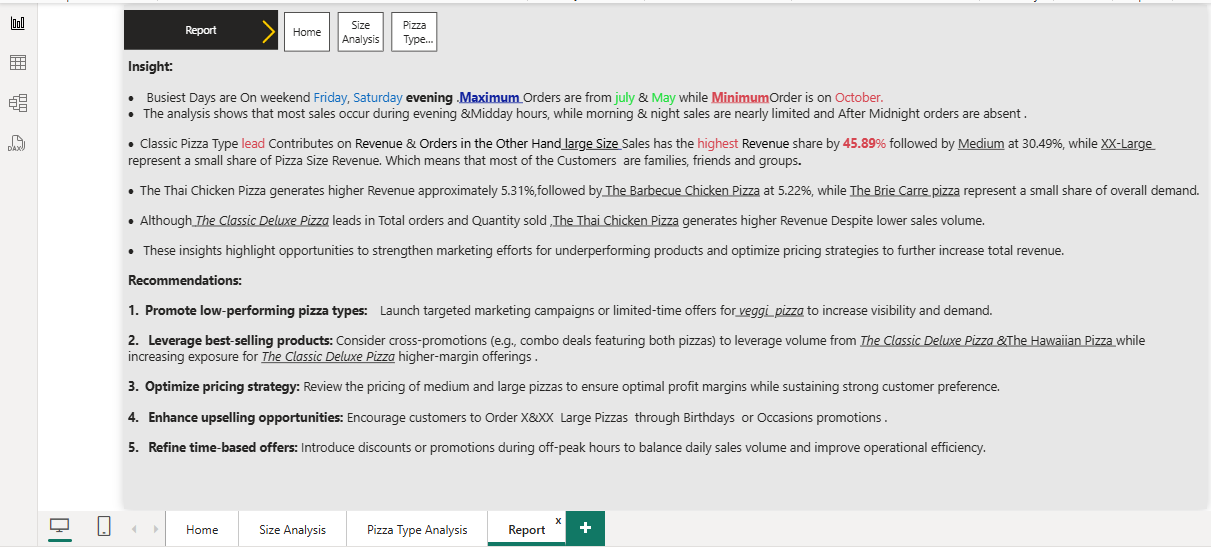 Report
Home
Size
Analysis
Pizza
Type...
Insight:
• Busiest Days are On weekend Friday, Saturday evening .Maximum Orders are from july & May while MinimumOrder is on October.
• The analysis shows that most sales occur during evening &Midday hours, while morning & night sales are nearly limited and After Midnight orders are absent .
• Classic Pizza Type lead Contributes on Revenue & Orders in the Other Hand large Size Sales has the highest Revenue share by 45.89% followed by Medium at 30.49%, while XX-Large
represent a small share of Pizza Size Revenue. Which means that most of the Customers are families, friends and groups.
• The Thai Chicken Pizza generates higher Revenue approximately 5.31%,followed by The Barbecue Chicken Pizza at 5.22%, while The Brie Carre pizza represent a small share of overall demand.
• Although The Classic Deluxe Pizza leads in Total orders and Quantity sold ,The Thai Chicken Pizza generates higher Revenue Despite lower sales volume.
• These insights highlight opportunities to strengthen marketing efforts for underperforming products and optimize pricing strategies to further increase total revenue.
Recommendations:
1. Promote low-performing pizza types: Launch targeted marketing campaigns or limited-time offers for veggi pizza to increase visibility and demand.
2. Leverage best-selling products: Consider cross-promotions (e.g., combo deals featuring both pizzas) to leverage volume from The Classic Deluxe Pizza &The Hawaiian Pizza while
increasing exposure for The Classic Deluxe Pizza higher-margin offerings .
3. Optimize pricing strategy: Review the pricing of medium and large pizzas to ensure optimal profit margins while sustaining strong customer preference.
4. Enhance upselling opportunities: Encourage customers to Order X&XX Large Pizzas through Birthdays or Occasions promotions .
5. Refine time-based offers: Introduce discounts or promotions during off-peak hours to balance daily sales volume and improve operational efficiency.
DAX
Home
Size Analysis
Pizza Type Analysis
Report
x
+